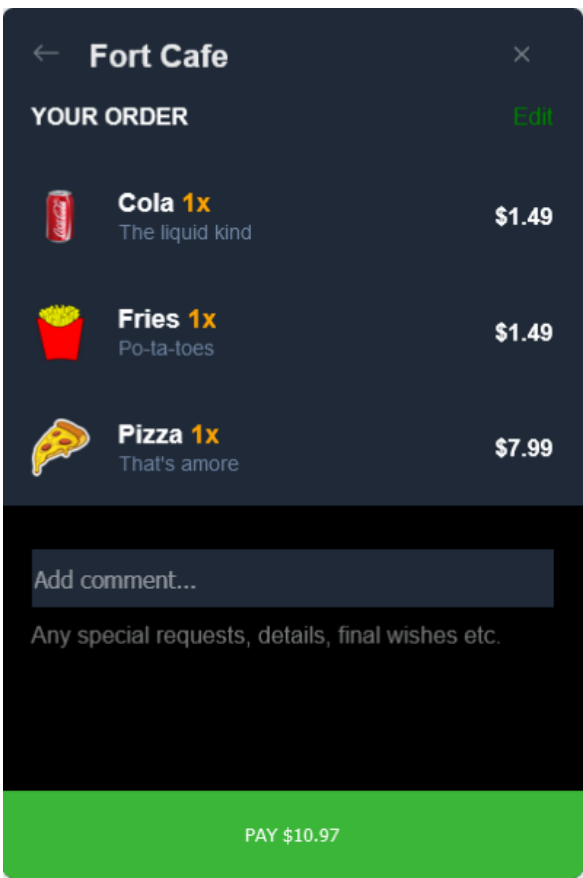 Fort Cafe
YOUR ORDER Edit
Cola 1x
The liquid kind
$1.49
Fries 1x
Po-ta-toes
$1.49
Pizza 1x
That's amore
$7.99
Add comment...
Any special requests, details, final wishes etc.
PAY $10.97